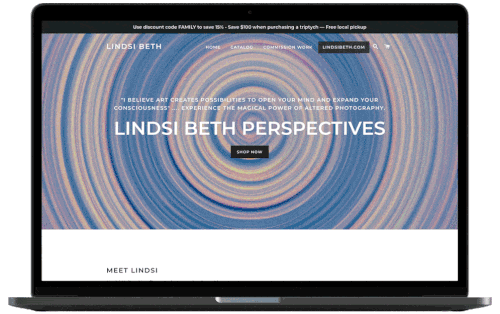 Use discount code FAMILY to save 15% - Save $100 when purchasing a triptych — Free local pickup
LINDSI BETH
HOME CATALOG COMMISSION WORK LINDSIBETH.COM
"I BELIEVE ART CREATES POSSIBILITIES TO OPEN YOUR MIND AND EXPAND YOUR
CONSCIOUSNESS" ... EXPERIENCE THE MAGICAL POWER OF ALTERED PHOTOGRAPHY.
LINDSI BETH PERSPECTIVES
SHOP NOW
MEET LINDSI